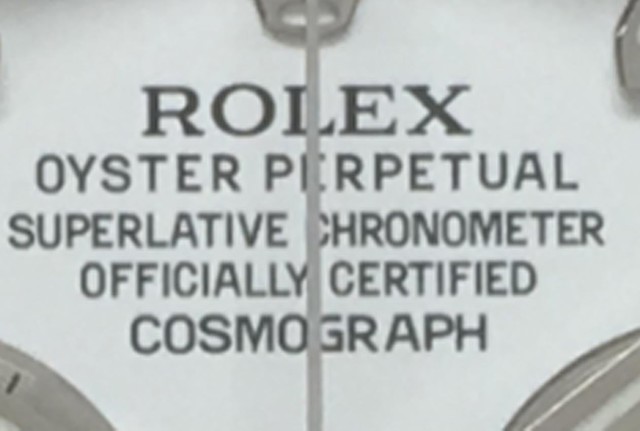 ROLEX
OYSTER PERPETUAL
SUPERLATIVE CHRONOMETER
OFFICIALLY CERTIFIED
COSMOGRAPH